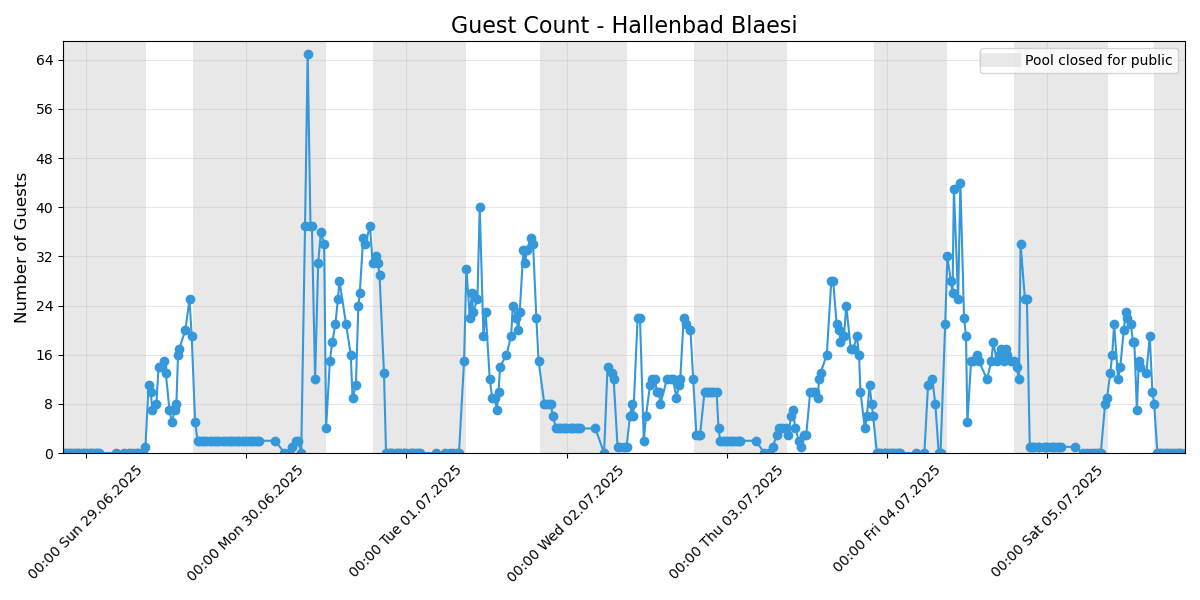 Guest Count - Hallenbad Blaesi
Pool closed for public
Number of Guests
64
56
48
40
32
24
16
8
0
00:00 Sun 29.06.2025
00:00 Mon 30.06.2025
00:00 Tue 01.07.2025
00:00 Wed 02.07.2025
00:00 Thu 03.07.2025
00:00 Fri 04.07.2025
00:00 Sat 05.07.2025